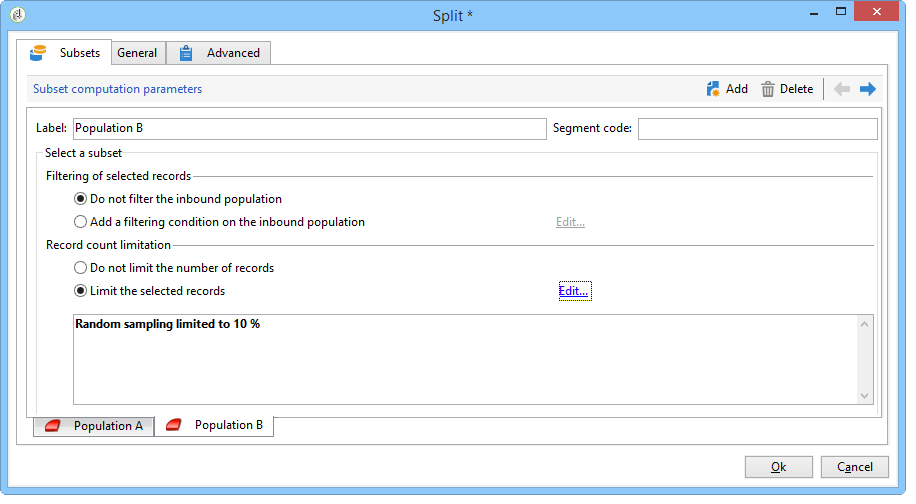 Split *
Subsets General Advanced
Subset computation parameters Add Delete
Label: Population B Segment code:
Select a subset
Filtering of selected records
Do not filter the inbound population
Add a filtering condition on the inbound population Edit...
Record count limitation
Do not limit the number of records
Limit the selected records Edit...
Random sampling limited to 10 %
Population A Population B
Ok Cancel